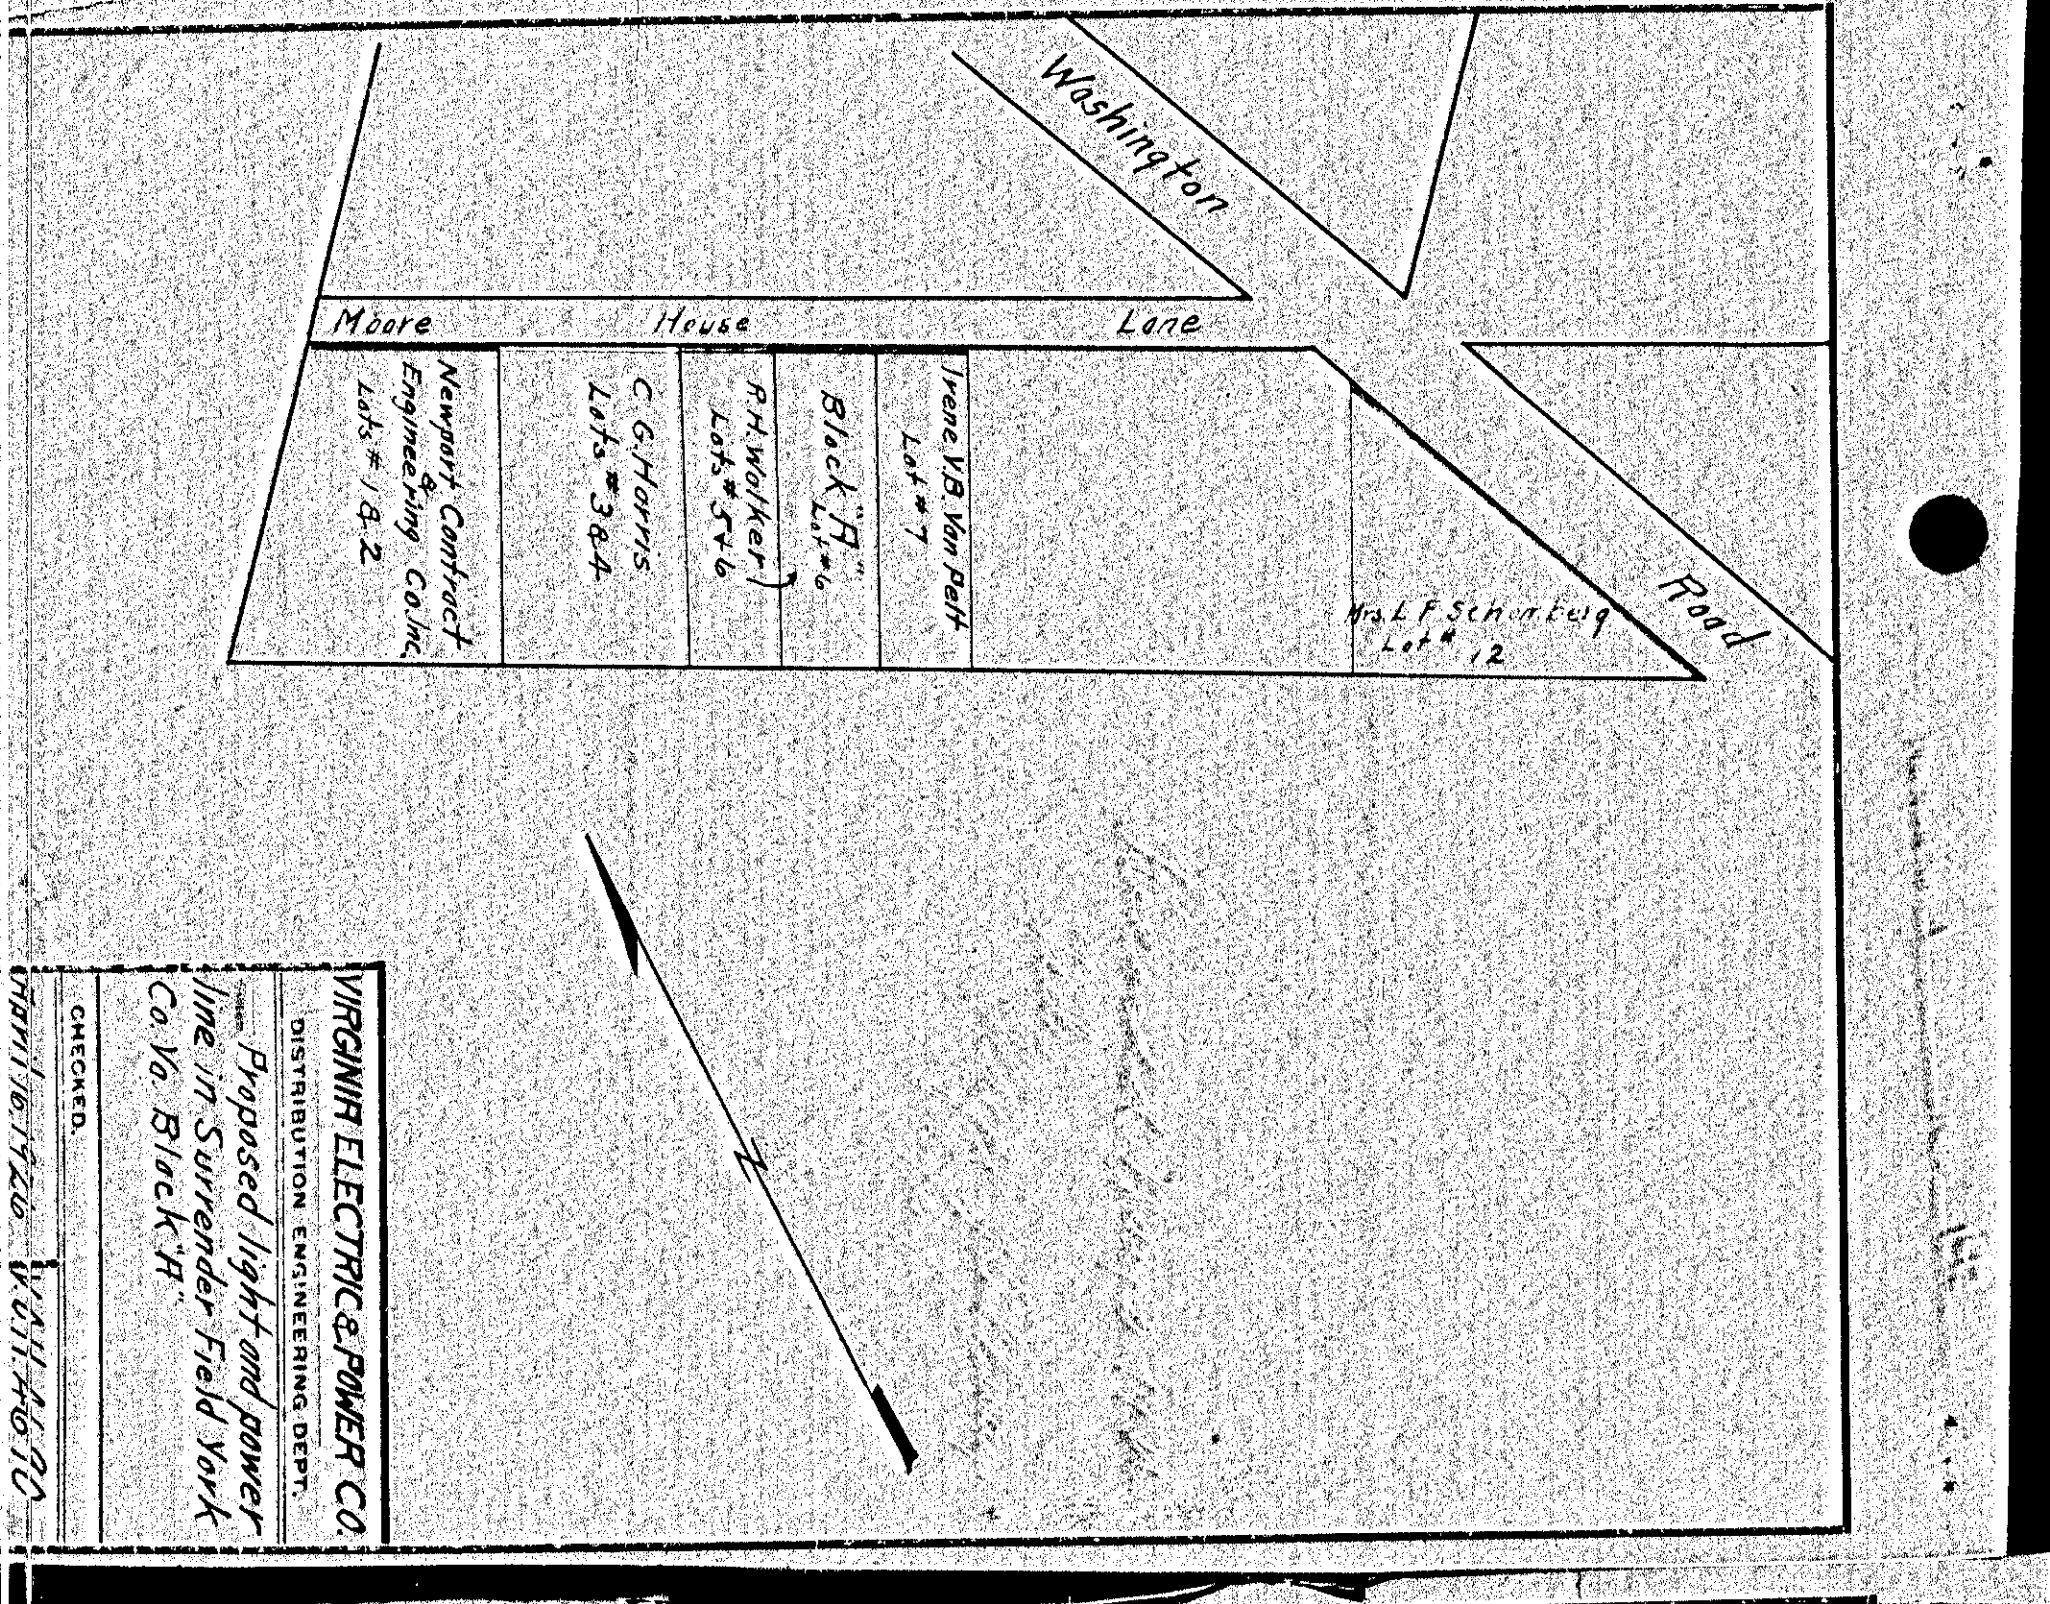 Washington
Road
Moore House Lane
Newport Contract
&
Engineering Co. Inc
Lots # 1 & 2
C. G. Harris
Lots # 3 & 4
R. H. Walker
Lots # 5 + 6
Block "A"
Lot # 6
Irene V. B. Van Pelt
Lot # 7
Mrs. L F Schomberg
Lot # 12
N
VIRGINIA ELECTRIC & POWER CO.
DISTRIBUTION ENGINEERING DEPT.
Proposed light and power
line in Surrender Field York
Co. Va. Block "A"
CHECKED.